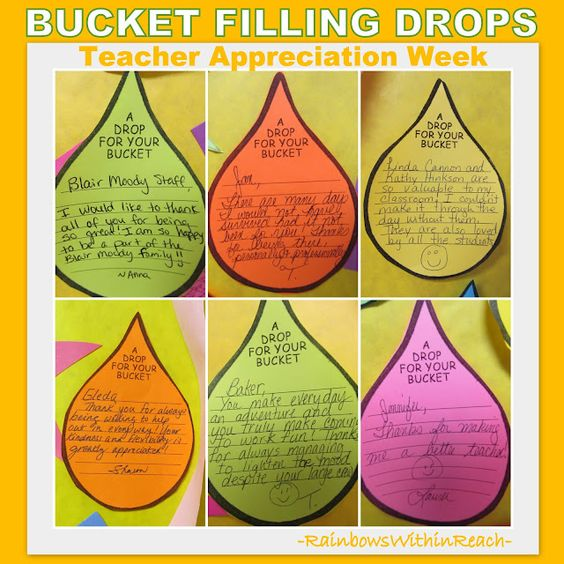 BUCKET FILLING DROPS
Teacher Appreciation Week
A
DROP
FOR YOUR
BUCKET
Blair Moody Staff,
I would like to thank
all of you for being
so great! I am so happy
to be a part of the
Blair Moody family!!
~Anna
A
DROP
FOR YOUR
BUCKET
There are many days
I would not have
survived had it not
been for you! Thanks
for being there,
personally & professionally
T.
A
DROP
FOR YOUR
BUCKET
Linda Cannon and
Kathy Hinkson are
so valuable to my
classroom, I couldn't
make it through the
day without them.
They are also loved
by all the students
A
DROP
FOR YOUR
BUCKET
Gleda,
Thank you for always
being willing to help
out in every way! Your
kindness and flexibility is
greatly appreciated!
Sharon
A
DROP
FOR YOUR
BUCKET
Baker,
You make everyday
an adventure and
you truly make coming
to work fun! Thanks
for always managing
to lighten the mood
despite your large
T.
A
DROP
FOR YOUR
BUCKET
Jennifer,
Thanks for making
me a better teacher
Laura
-RainbowsWithinReach-